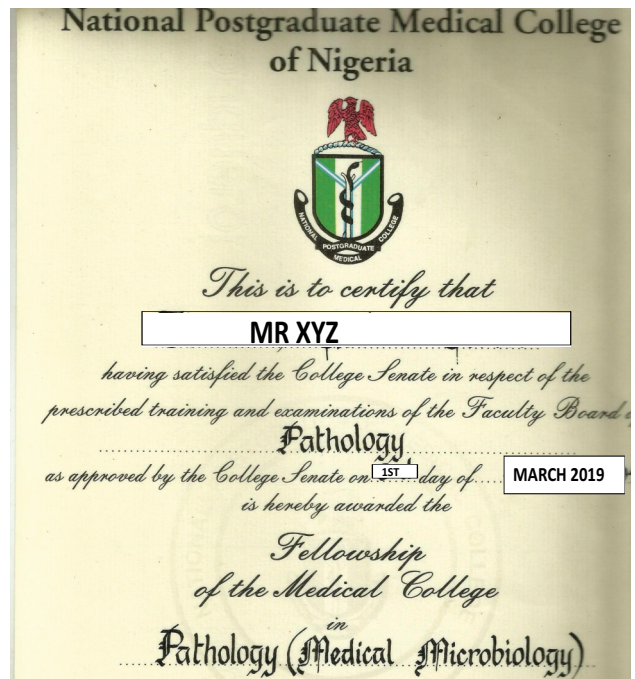 National Postgraduate Medical College
of Nigeria
NATIONAL POSTGRADUATE MEDICAL COLLEGE
This is to certify that
MR XYZ
having satisfied the College Senate in respect of the
prescribed training and examinations of the Faculty Board
Pathology
as approved by the College Senate on 1ST day of MARCH 2019
is hereby awarded the
Fellowship
of the Medical College
in
Pathology (Medical Microbiology)